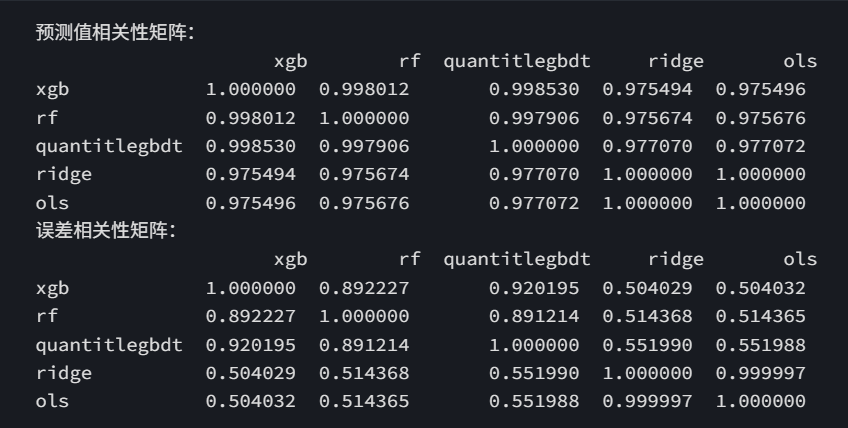 预测值相关性矩阵:
xgb rf quantitlegbdt ridge ols
xgb 1.000000 0.998012 0.998530 0.975494 0.975496
rf 0.998012 1.000000 0.997906 0.975674 0.975676
quantitlegbdt 0.998530 0.997906 1.000000 0.977070 0.977072
ridge 0.975494 0.975674 0.977070 1.000000 1.000000
ols 0.975496 0.975676 0.977072 1.000000 1.000000
误差相关性矩阵:
xgb rf quantitlegbdt ridge ols
xgb 1.000000 0.892227 0.920195 0.504029 0.504032
rf 0.892227 1.000000 0.891214 0.514368 0.514365
quantitlegbdt 0.920195 0.891214 1.000000 0.551990 0.551988
ridge 0.504029 0.514368 0.551990 1.000000 0.999997
ols 0.504032 0.514365 0.551988 0.999997 1.000000